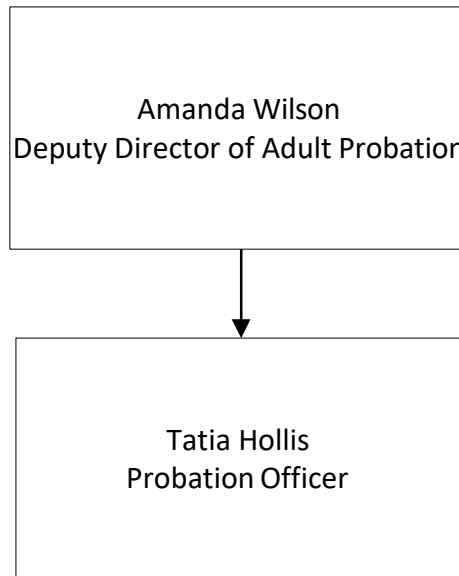 Amanda Wilson
Deputy Director of Adult Probation
Tatia Hollis
Probation Officer